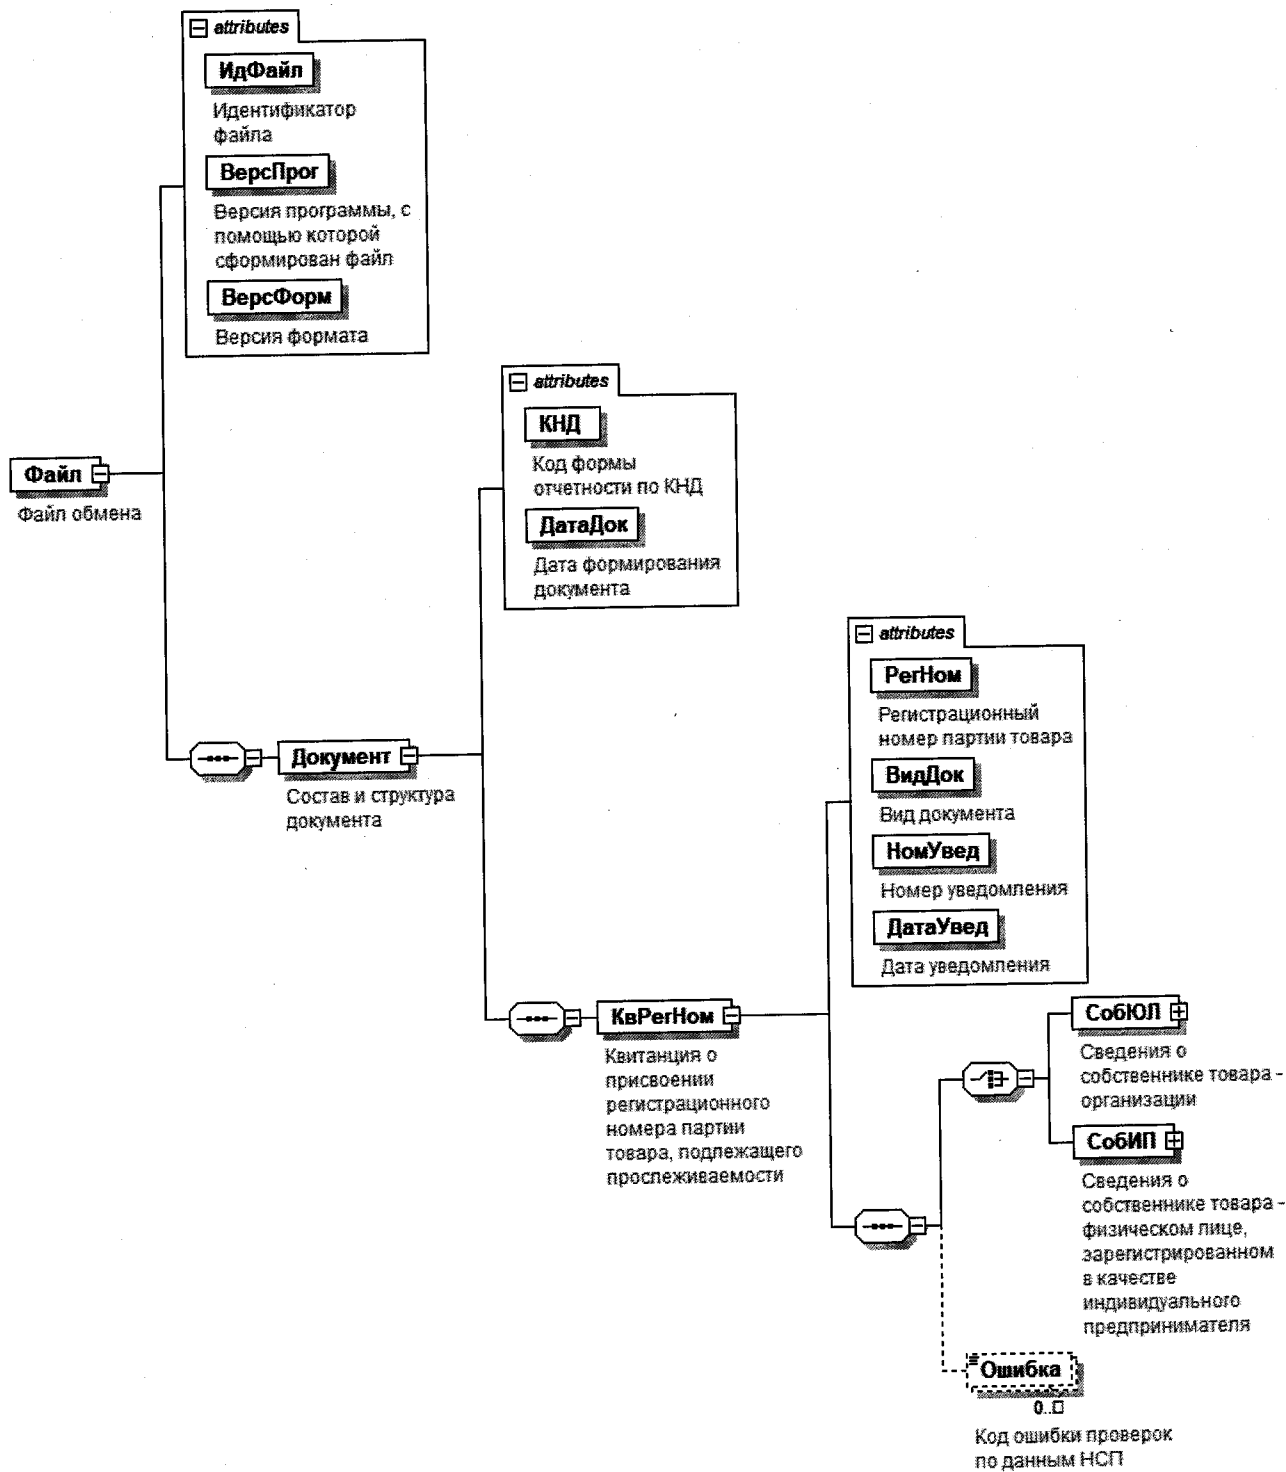 attributes
ИдФайл
Идентификатор
файла
ВерсПрог
Версия программы, с
помощью которой
сформирован файл
ВерсФорм
Версия формата
Файл
Файл обмена
attributes
КНД
Код формы
отчетности по КНД
ДатаДок
Дата формирования
документа
Документ
Состав и структура
документа
attributes
РегНом
Регистрационный
номер партии товара
ВидДок
Вид документа
НомУвед
Номер уведомления
ДатаУвед
Дата уведомления
КвРегНом
Квитанция о
присвоении
регистрационного
номера партии
товара, подлежащего
прослеживаемости
СобЮЛ
Сведения о
собственнике товара -
организации
СобИП
Сведения о
собственнике товара -
физическом лице,
зарегистрированном
в качестве
индивидуального
предпринимателя
Ошибка
0..□
Код ошибки проверок
по данным НСП